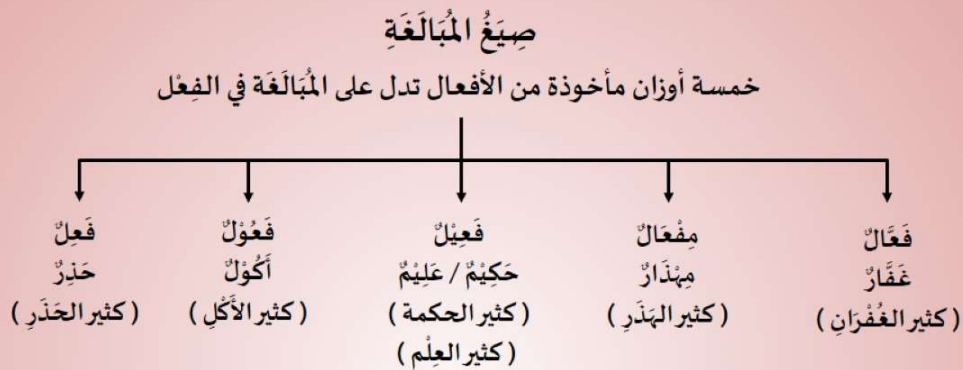 صِيَغُ المُبَالَغَةِ
خمسة أوزان مأخوذة من الأفعال تدل على المُبَالَغَة في الفِعْل
فَعَّالٌ
غَفَّارٌ
( كثير الغُفْرَانِ )
مِفْعَالٌ
مِهْذَارٌ
( كثير الهَذَرِ )
فَعِيْلٌ
حَكِيْمٌ / عَلِيْمٌ
( كثير الحكمة )
( كثير العِلْم )
فَعُوْلٌ
أَكُوْلٌ
( كثير الأَكْلِ )
فَعِلٌ
حَذِرٌ
( كثير الحَذَرِ )